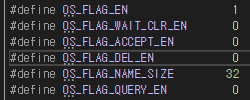 #define OS_FLAG_EN 1
#define OS_FLAG_WAIT_CLR_EN 0
#define OS_FLAG_ACCEPT_EN 0
#define OS_FLAG_DEL_EN 0
#define OS_FLAG_NAME_SIZE 32
#define OS_FLAG_QUERY_EN 0